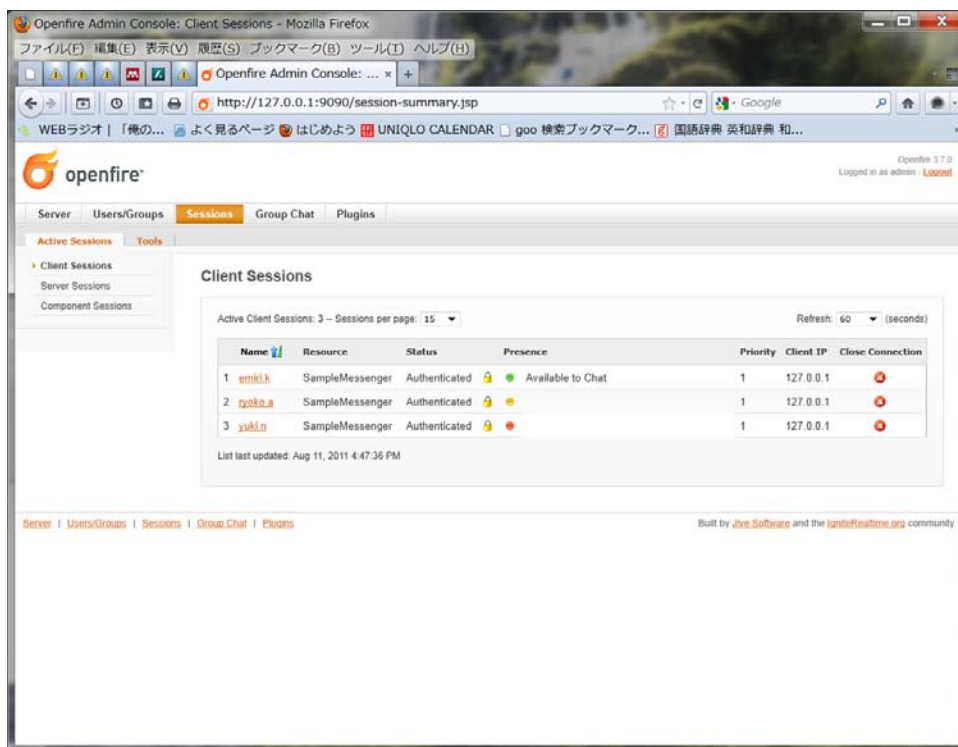 Openfire Admin Console: Client Sessions - Mozilla Firefox
ファイル(F) 編集(E) 表示(V) 履歴(S) ブックマーク(B) ツール(T) ヘルプ(H)
Openfire Admin Console: ... × +
http://127.0.0.1:9090/session-summary.jsp Google
WEBラジオ | 「俺の... よく見るページ はじめよう UNIQLO CALENDAR goo 検索ブックマーク... 国語辞典 英和辞典 和...
openfire
Openfire 3.7.0
Logged in as admin - Logout
Server Users/Groups Sessions Group Chat Plugins
Active Sessions Tools
Client Sessions
Server Sessions
Component Sessions
Client Sessions
Active Client Sessions: 3 -- Sessions per page: 15 Refresh: 60 (seconds)
Name Resource Status Presence Priority Client IP Close Connection
1 emiri.k SampleMessenger Authenticated Available to Chat 1 127.0.0.1
2 ryoko.a SampleMessenger Authenticated 1 127.0.0.1
3 yuki.n SampleMessenger Authenticated 1 127.0.0.1
List last updated: Aug 11, 2011 4:47:36 PM
Server | Users/Groups | Sessions | Group Chat | Plugins
Built by Jive Software and the IgniteRealtime.org community